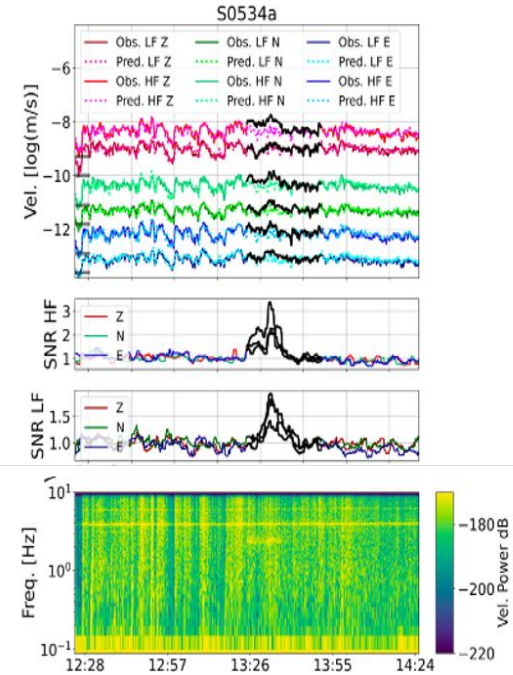 S0534a
Obs. LF Z Obs. LF N Obs. LF E
Pred. LF Z Pred. LF N Pred. LF E
Obs. HF Z Obs. HF N Obs. HF E
Pred. HF Z Pred. HF N Pred. HF E
Vel. [log(m/s)]
−6
−8
−10
−12
SNR HF
3
2
1
Z
N
E
SNR LF
1.5
1.0
Z
N
E
Freq. [Hz]
10¹
10⁰
10⁻¹
12:28 12:57 13:26 13:55 14:24
−180
−200
−220
Vel. Power dB